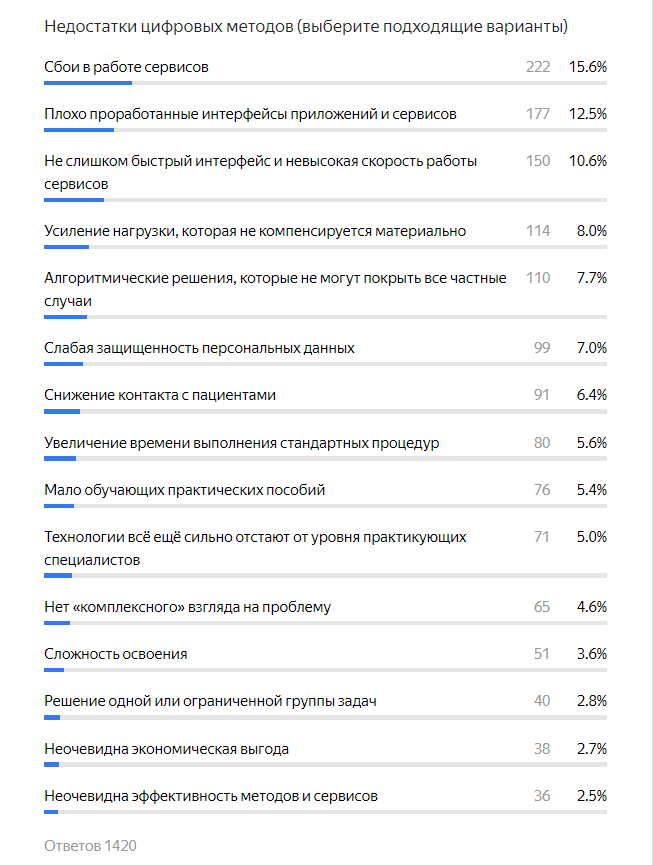 Недостатки цифровых методов (выберите подходящие варианты)
Сбои в работе сервисов 222 15.6%
Плохо проработанные интерфейсы приложений и сервисов 177 12.5%
Не слишком быстрый интерфейс и невысокая скорость работы 150 10.6%
сервисов
Усиление нагрузки, которая не компенсируется материально 114 8.0%
Алгоритмические решения, которые не могут покрыть все частные 110 7.7%
случаи
Слабая защищенность персональных данных 99 7.0%
Снижение контакта с пациентами 91 6.4%
Увеличение времени выполнения стандартных процедур 80 5.6%
Мало обучающих практических пособий 76 5.4%
Технологии всё ещё сильно отстают от уровня практикующих 71 5.0%
специалистов
Нет «комплексного» взгляда на проблему 65 4.6%
Сложность освоения 51 3.6%
Решение одной или ограниченной группы задач 40 2.8%
Неочевидна экономическая выгода 38 2.7%
Неочевидна эффективность методов и сервисов 36 2.5%
Ответов 1420